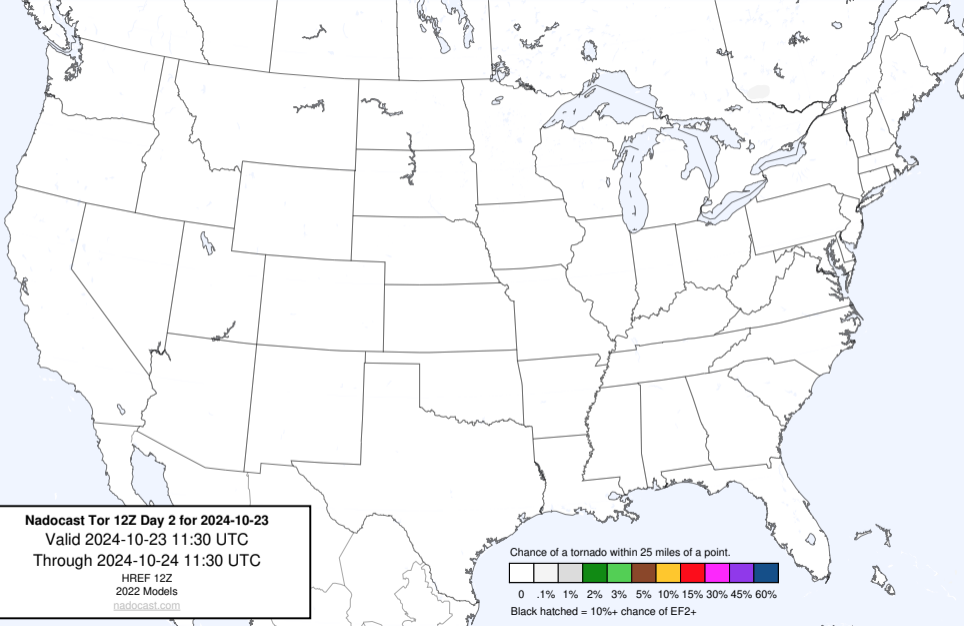 Nadocast Tor 12Z Day 2 for 2024-10-23
Valid 2024-10-23 11:30 UTC
Through 2024-10-24 11:30 UTC
HREF 12Z
2022 Models
nadocast.com
Chance of a tornado within 25 miles of a point.
0 .1% 1% 2% 3% 5% 10% 15% 30% 45% 60%
Black hatched = 10%+ chance of EF2+